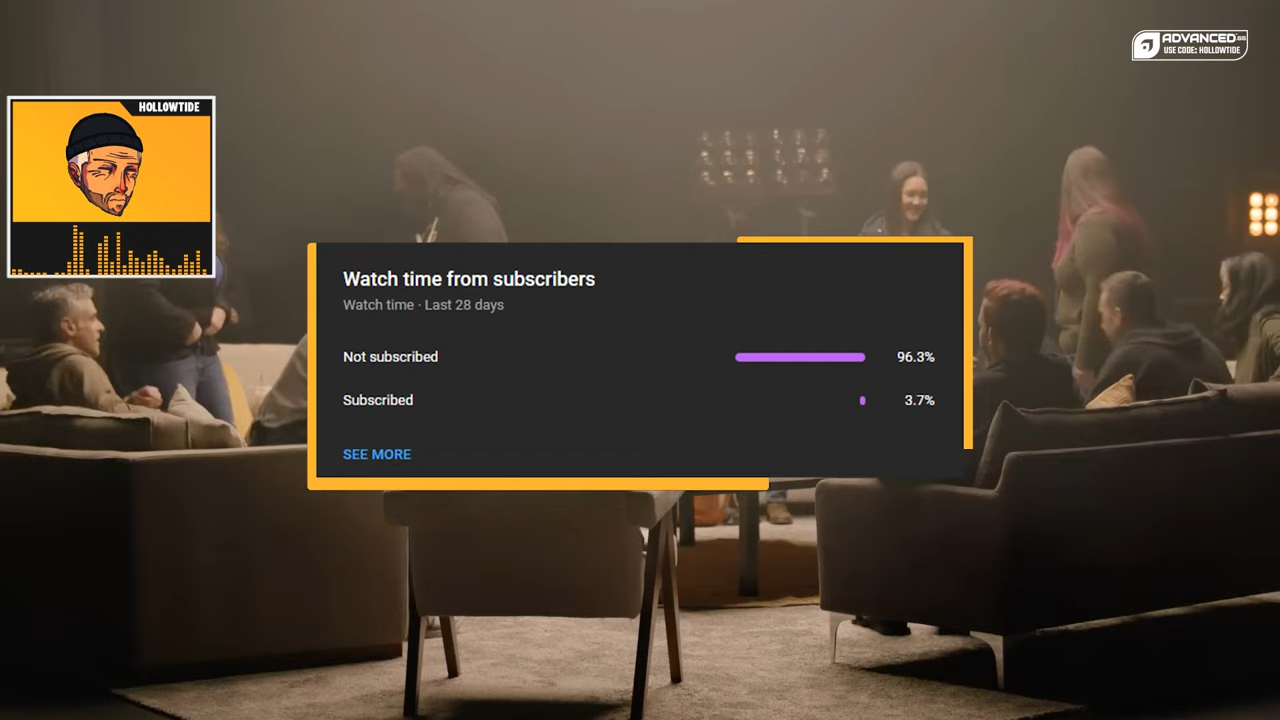 ADVANCED.GG
USE CODE: HOLLOWTIDE
HOLLOWTIDE
Watch time from subscribers
Watch time · Last 28 days
Not subscribed 96.3%
Subscribed 3.7%
SEE MORE